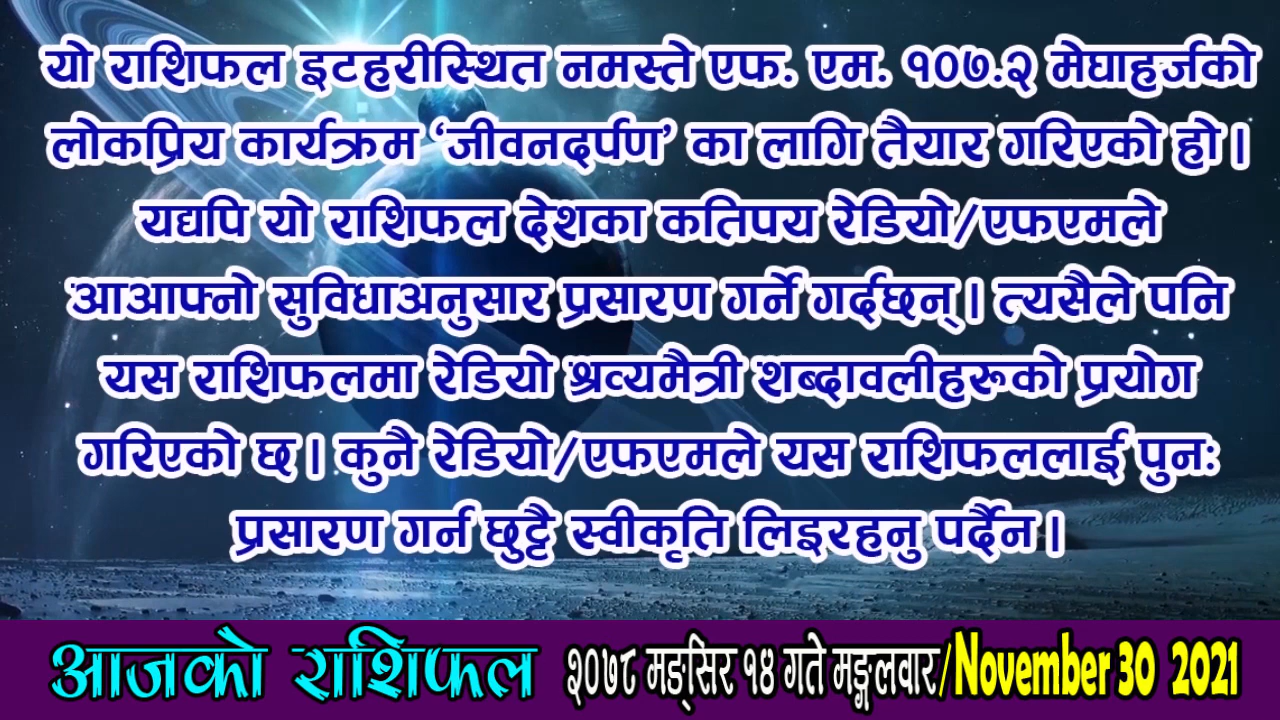 यो राशिफल इटहरीस्थित नमस्ते एफ. एम. १०७.२ मेघाहर्जको
लोकप्रिय कार्यक्रम ‘जीवनदर्पण’ का लागि तैयार गरिएको हो ।
यद्यपि यो राशिफल देशका कतिपय रेडियो/एफएमले
आआफ्नो सुविधाअनुसार प्रसारण गर्ने गर्दछन् । त्यसैले पनि
यस राशिफलमा रेडियो श्रव्यमैत्री शब्दावलीहरूको प्रयोग
गरिएको छ । कुनै रेडियो/एफएमले यस राशिफललाई पुनः
प्रसारण गर्न छुट्टै स्वीकृति लिइरहनु पर्दैन ।
आजको राशिफल २०७८ मङ्सिर १४ गते मङ्गलवार/November 30 2021